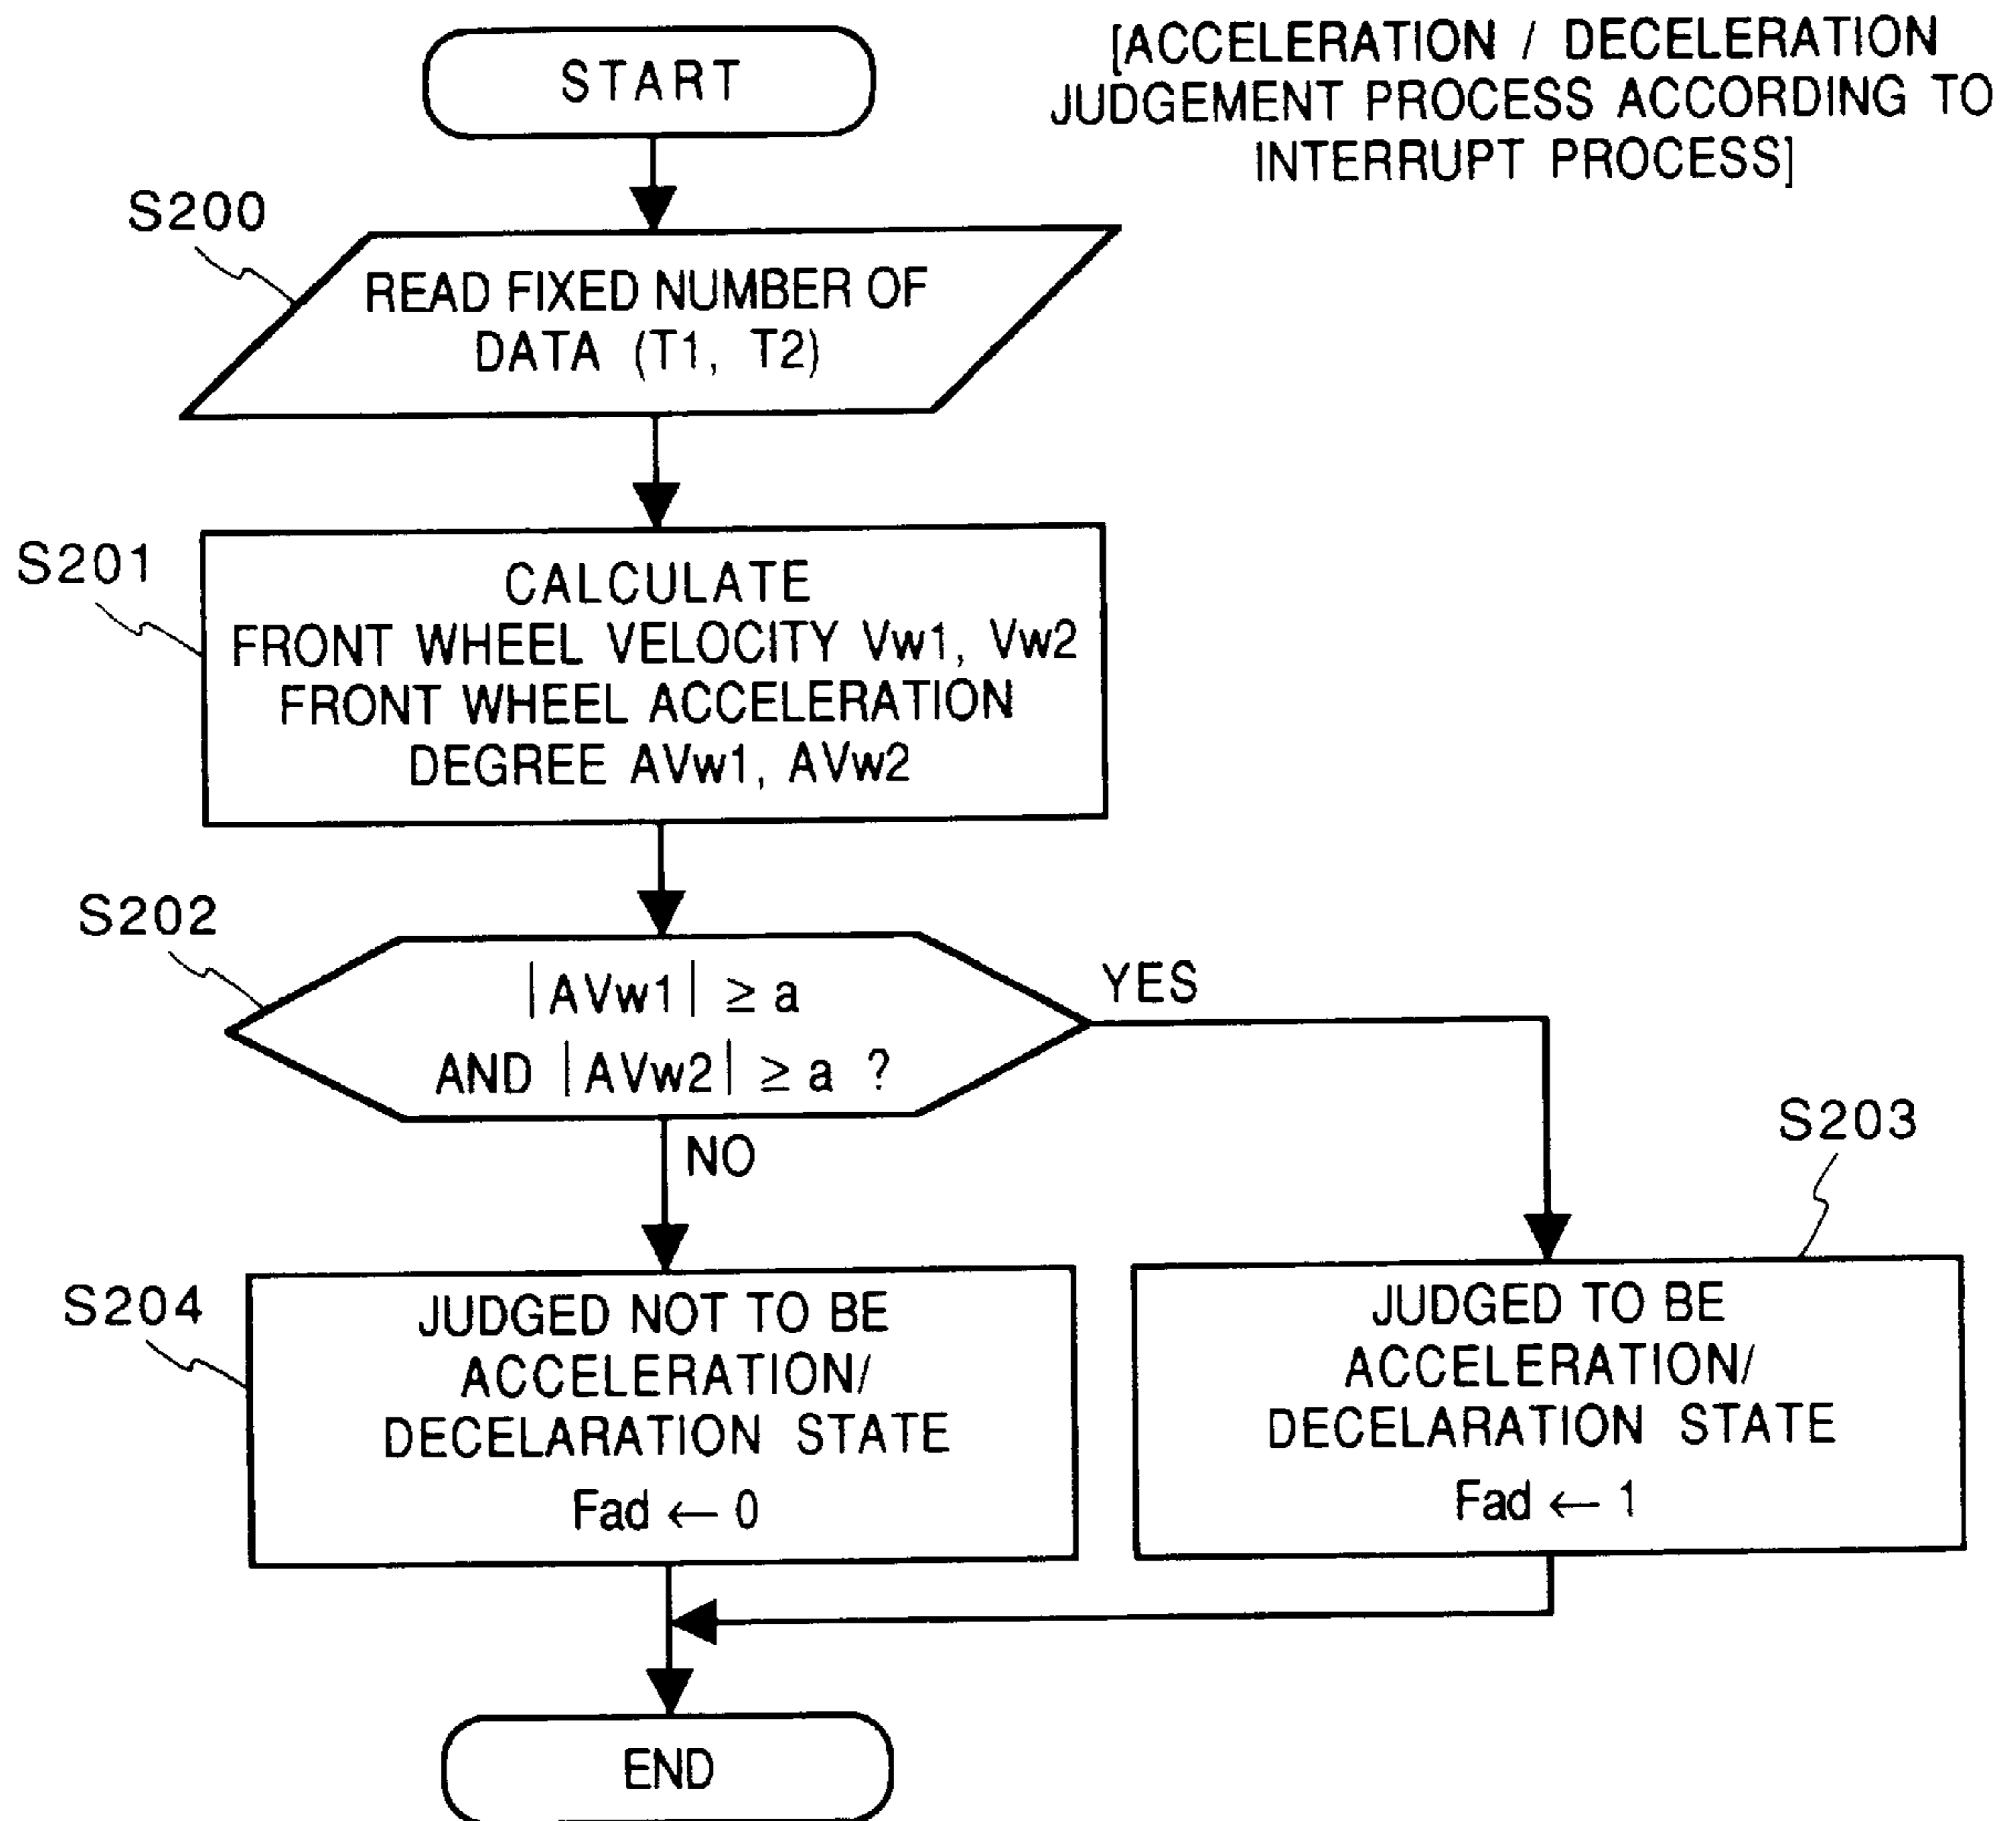 [ACCELERATION / DECELERATION
JUDGEMENT PROCESS ACCORDING TO
INTERRUPT PROCESS]
START
S200
READ FIXED NUMBER OF
DATA (T1, T2)
S201
CALCULATE
FRONT WHEEL VELOCITY Vw1, Vw2
FRONT WHEEL ACCELERATION
DEGREE AVw1, AVw2
S202
|AVw1| ≥ a
AND |AVw2| ≥ a ?
YES
NO
S203
JUDGED TO BE
ACCELERATION/
DECELARATION STATE
Fad ← 1
S204
JUDGED NOT TO BE
ACCELERATION/
DECELARATION STATE
Fad ← 0
END